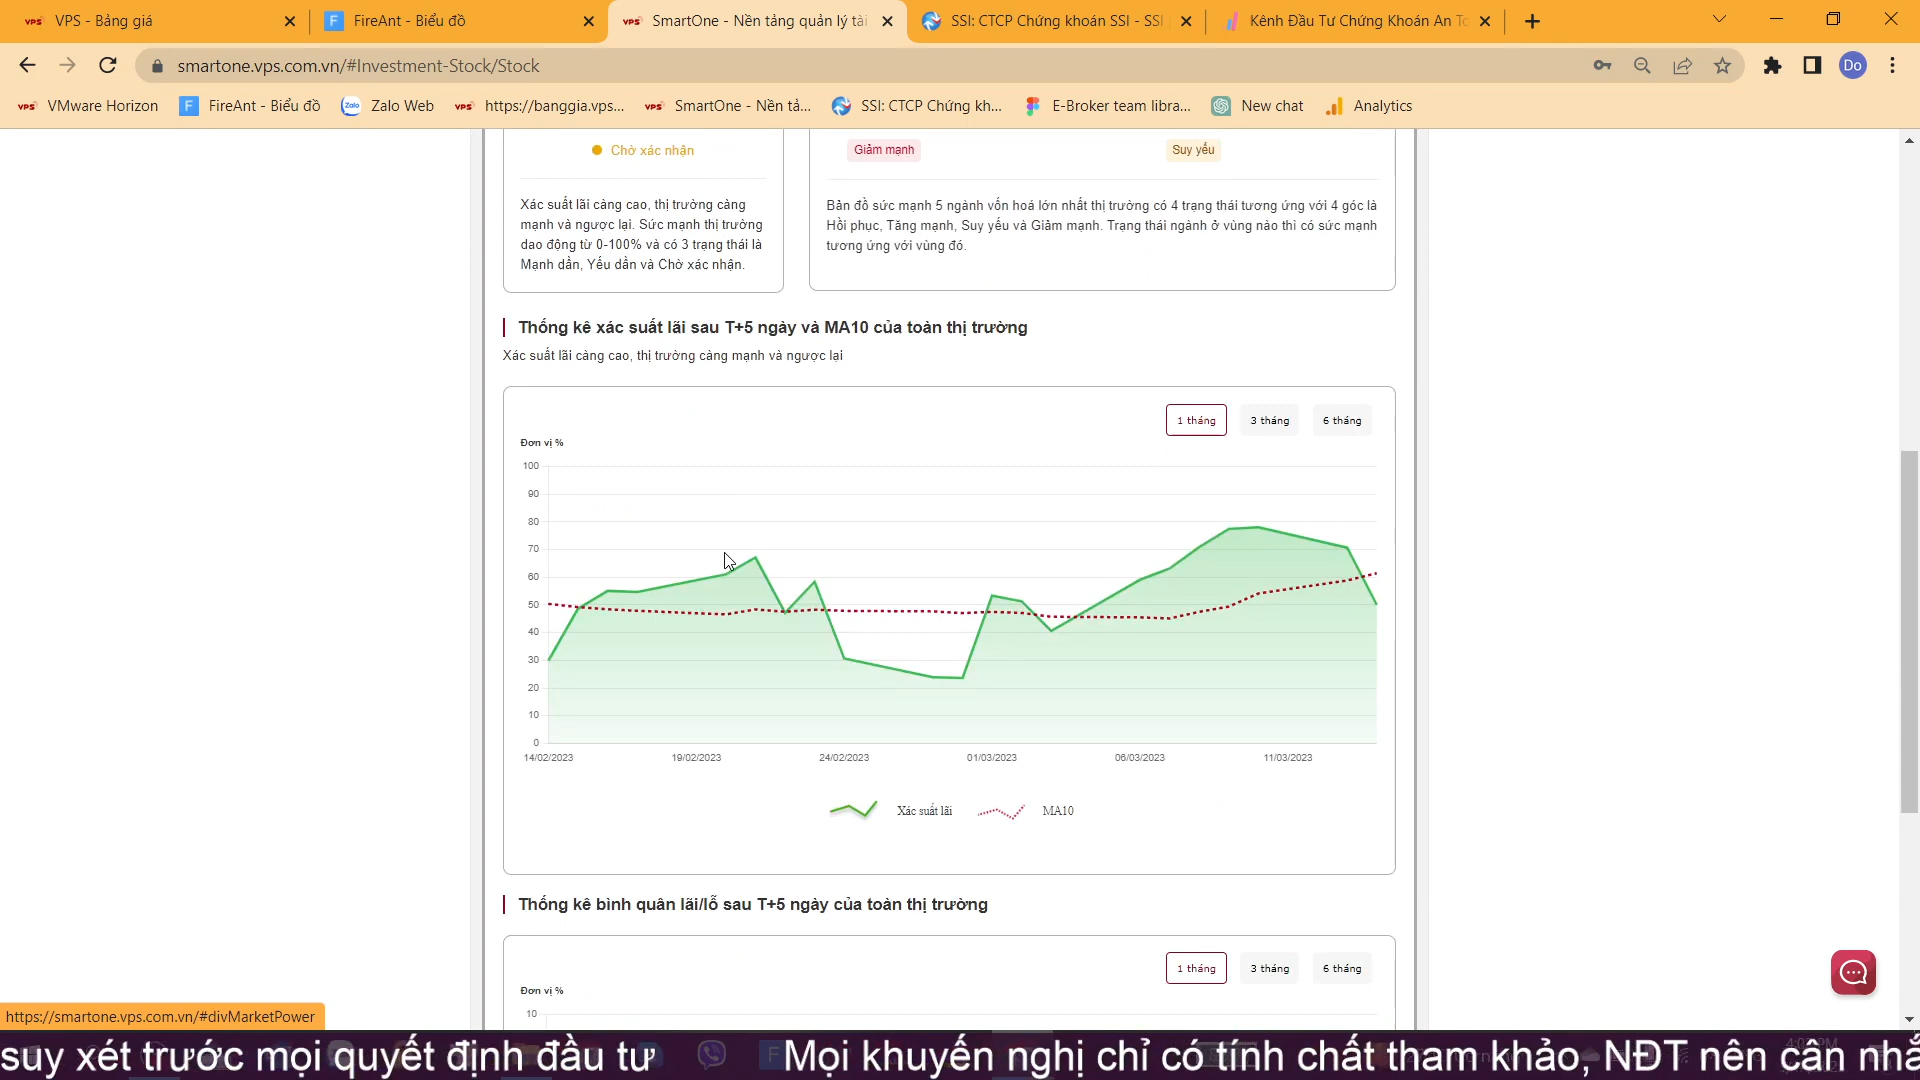 VPS - Bảng giá
FireAnt - Biểu đồ
SmartOne - Nền tảng quản lý tài
SSI: CTCP Chứng khoán SSI - SSI
Kênh Đầu Tư Chứng Khoán An To
smartone.vps.com.vn/#Investment-Stock/Stock
Do
VMware Horizon
FireAnt - Biểu đồ
Zalo Web
https://banggia.vps...
SmartOne - Nền tả...
SSI: CTCP Chứng kh...
E-Broker team libra...
New chat
Analytics
Chờ xác nhận
Giảm mạnh
Suy yếu
Xác suất lãi càng cao, thị trường càng
mạnh và ngược lại. Sức mạnh thị trường
dao động từ 0-100% và có 3 trạng thái là
Mạnh dần, Yếu dần và Chờ xác nhận.
Bản đồ sức mạnh 5 ngành vốn hoá lớn nhất thị trường có 4 trạng thái tương ứng với 4 góc là
Hồi phục, Tăng mạnh, Suy yếu và Giảm mạnh. Trạng thái ngành ở vùng nào thì có sức mạnh
tương ứng với vùng đó.
Thống kê xác suất lãi sau T+5 ngày và MA10 của toàn thị trường
Xác suất lãi càng cao, thị trường càng mạnh và ngược lại
1 tháng
3 tháng
6 tháng
Đơn vị %
100
90
80
70
60
50
40
30
20
10
0
14/02/2023
19/02/2023
24/02/2023
01/03/2023
06/03/2023
11/03/2023
Xác suất lãi
MA10
Thống kê bình quân lãi/lỗ sau T+5 ngày của toàn thị trường
1 tháng
3 tháng
6 tháng
Đơn vị %
10
https://smartone.vps.com.vn/#divMarketPower
suy xét trước mọi quyết định đầu tư
Mọi khuyến nghị chỉ có tính chất tham khảo, NĐT nên cân nhắ